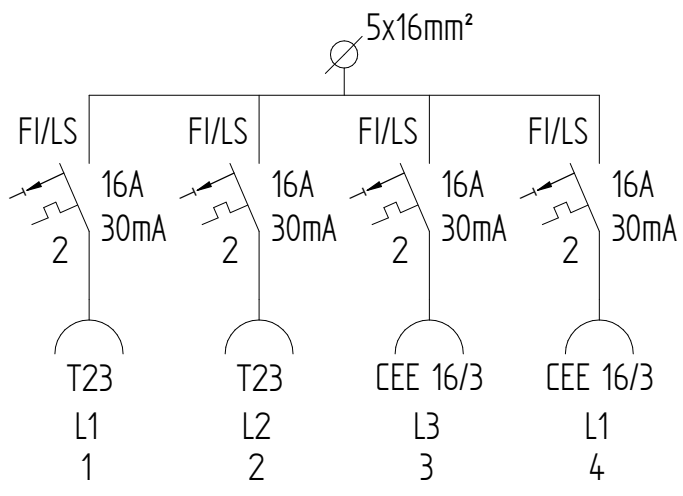 5x16mm²
FI/LS FI/LS FI/LS FI/LS
16A 16A 16A 16A
30mA 30mA 30mA 30mA
2 2 2 2
T23 T23 CEE 16/3 CEE 16/3
L1 L2 L3 L1
1 2 3 4